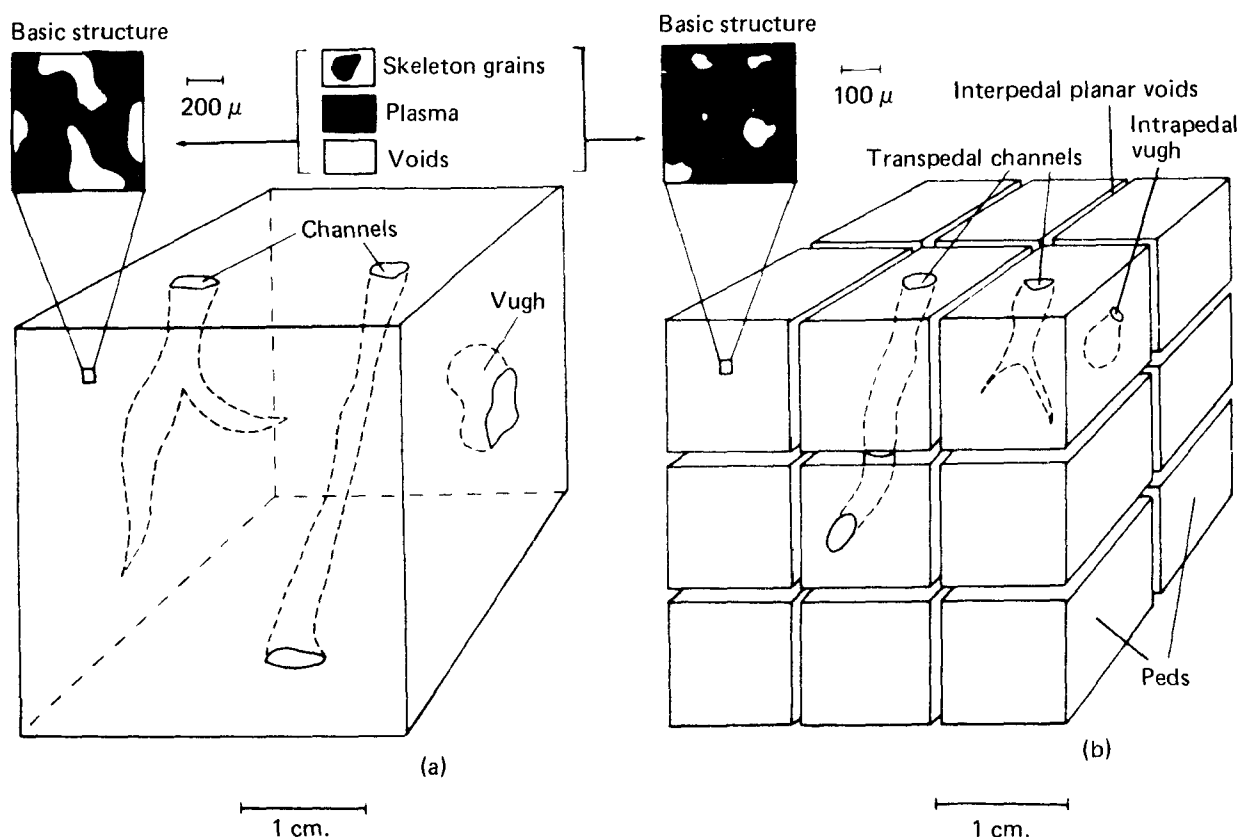 Basic structure
200 μ
Skeleton grains
Plasma
Voids
Basic structure
100 μ
Interpedal planar voids
Intrapedal
vugh
Transpedal channels
Channels
Vugh
Peds
(a)
(b)
1 cm.
1 cm.